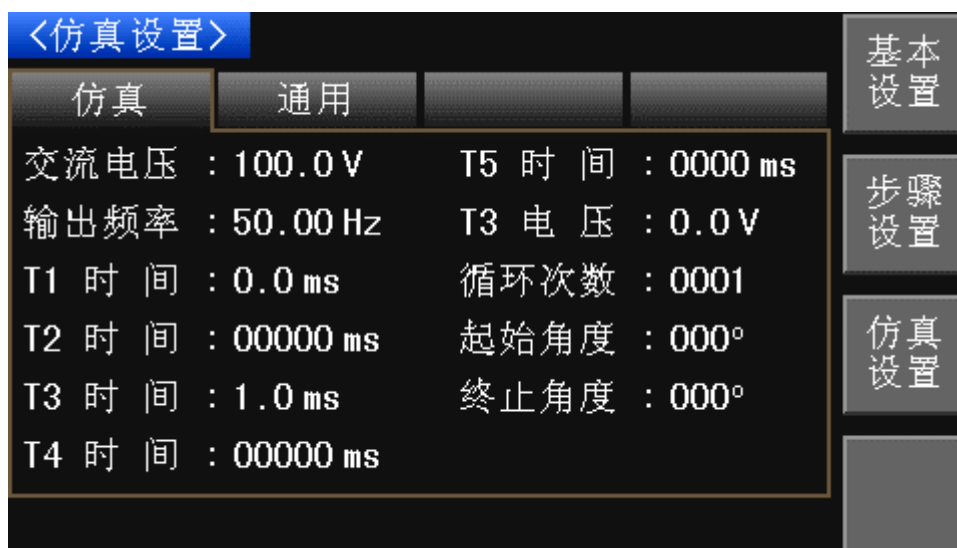 <仿真设置>
仿真 通用
交流电压 : 100.0 V
输出频率 : 50.00 Hz
T1 时 间 : 0.0 ms
T2 时 间 : 00000 ms
T3 时 间 : 1.0 ms
T4 时 间 : 00000 ms
T5 时 间 : 0000 ms
T3 电 压 : 0.0 V
循环次数 : 0001
起始角度 : 000°
终止角度 : 000°
基本
设置
步骤
设置
仿真
设置